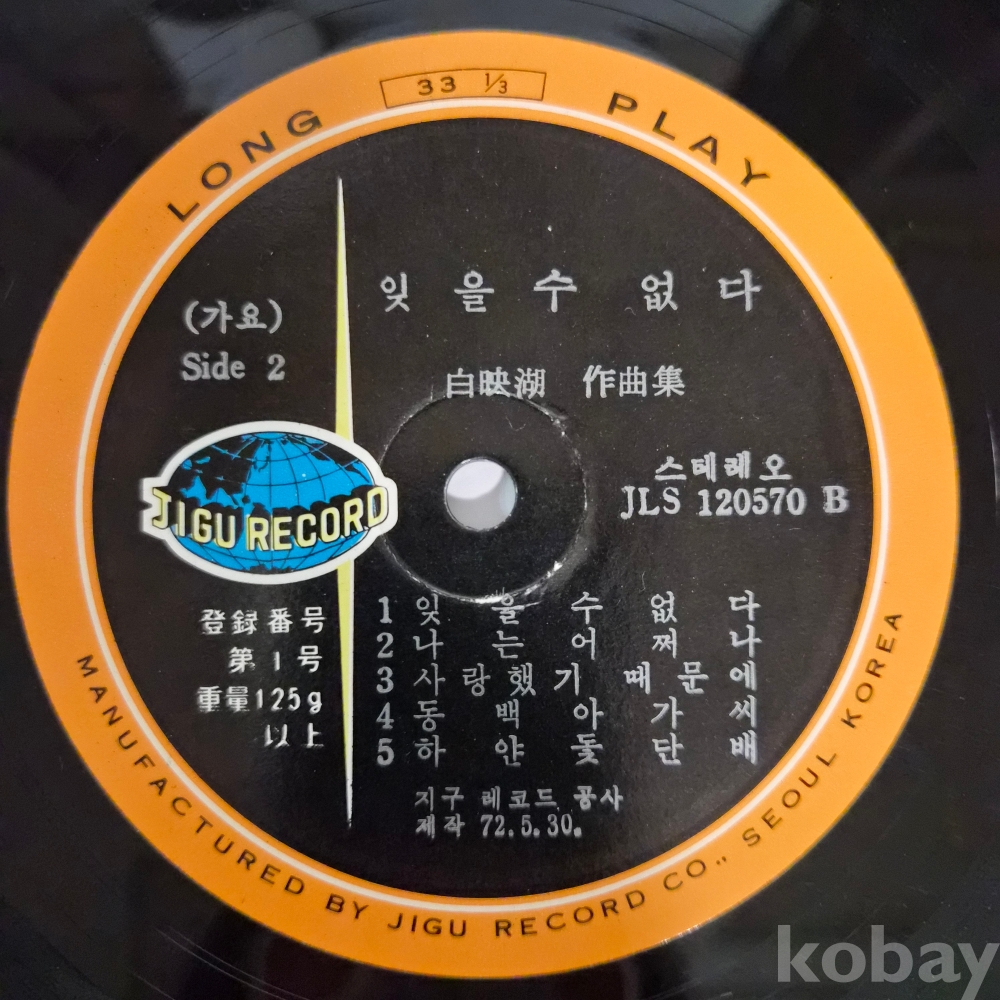 LONG PLAY
33 1/3
잊을수 없다
(가요)
Side 2
白映湖 作曲集
스테레오
JLS 120570 B
JIGU RECORD
登録番号
第1号
重量125g
以上
1 잊을수없다
2 나는어쩌나
3 사랑했기 때문에
4 동백아가씨
5 하얀돛단배
지구 레코드 공사
제작 72.5.30.
MANUFACTURED BY JIGU RECORD CO., SEOUL KOREA
kobay